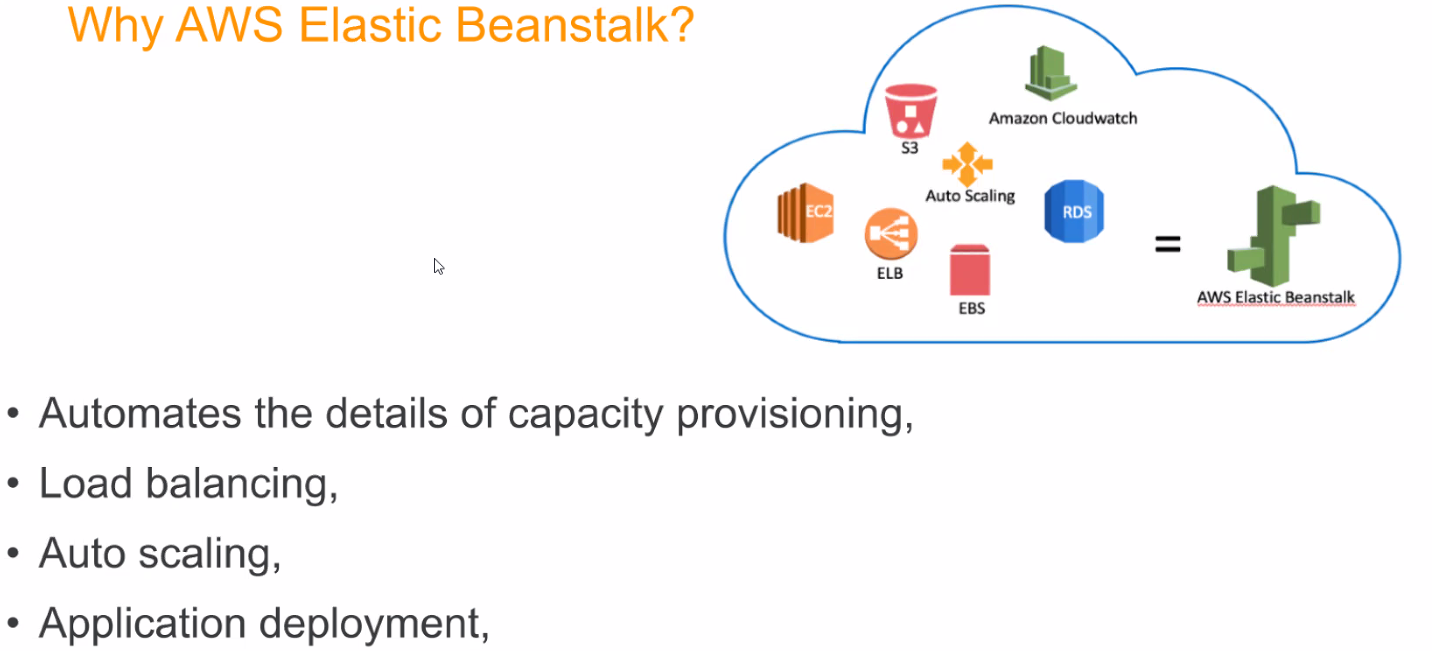 Why AWS Elastic Beanstalk?
Amazon Cloudwatch
S3
Auto Scaling
EC2
RDS
ELB
=
EBS
AWS Elastic Beanstalk
• Automates the details of capacity provisioning,
• Load balancing,
• Auto scaling,
• Application deployment,